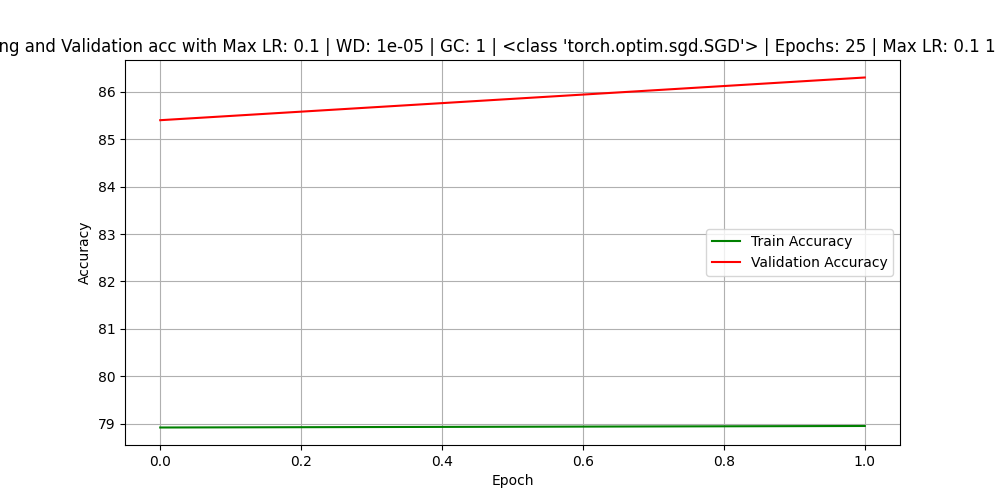 ng and Validation acc with Max LR: 0.1 | WD: 1e-05 | GC: 1 | <class 'torch.optim.sgd.SGD'> | Epochs: 25 | Max LR: 0.1 1
86
85
84
83
82
81
80
79
Accuracy
Train Accuracy
Validation Accuracy
0.0 0.2 0.4 0.6 0.8 1.0
Epoch